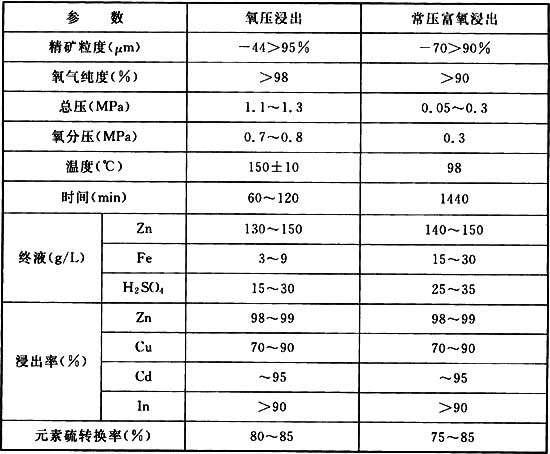 参 数 氧压浸出 常压富氧浸出
精矿粒度(μm) －44>95% －70>90%
氧气纯度(%) >98 >90
总压(MPa) 1.1～1.3 0.05～0.3
氧分压(MPa) 0.7～0.8 0.3
温度(℃) 150±10 98
时间(min) 60～120 1440
终液(g/L) Zn 130～150 140～150
Fe 3～9 15～30
H₂SO₄ 15～30 25～35
浸出率(%) Zn 98～99 98～99
Cu 70～90 70～90
Cd ～95 ～95
In >90 >90
元素硫转换率(%) 80～85 75～85